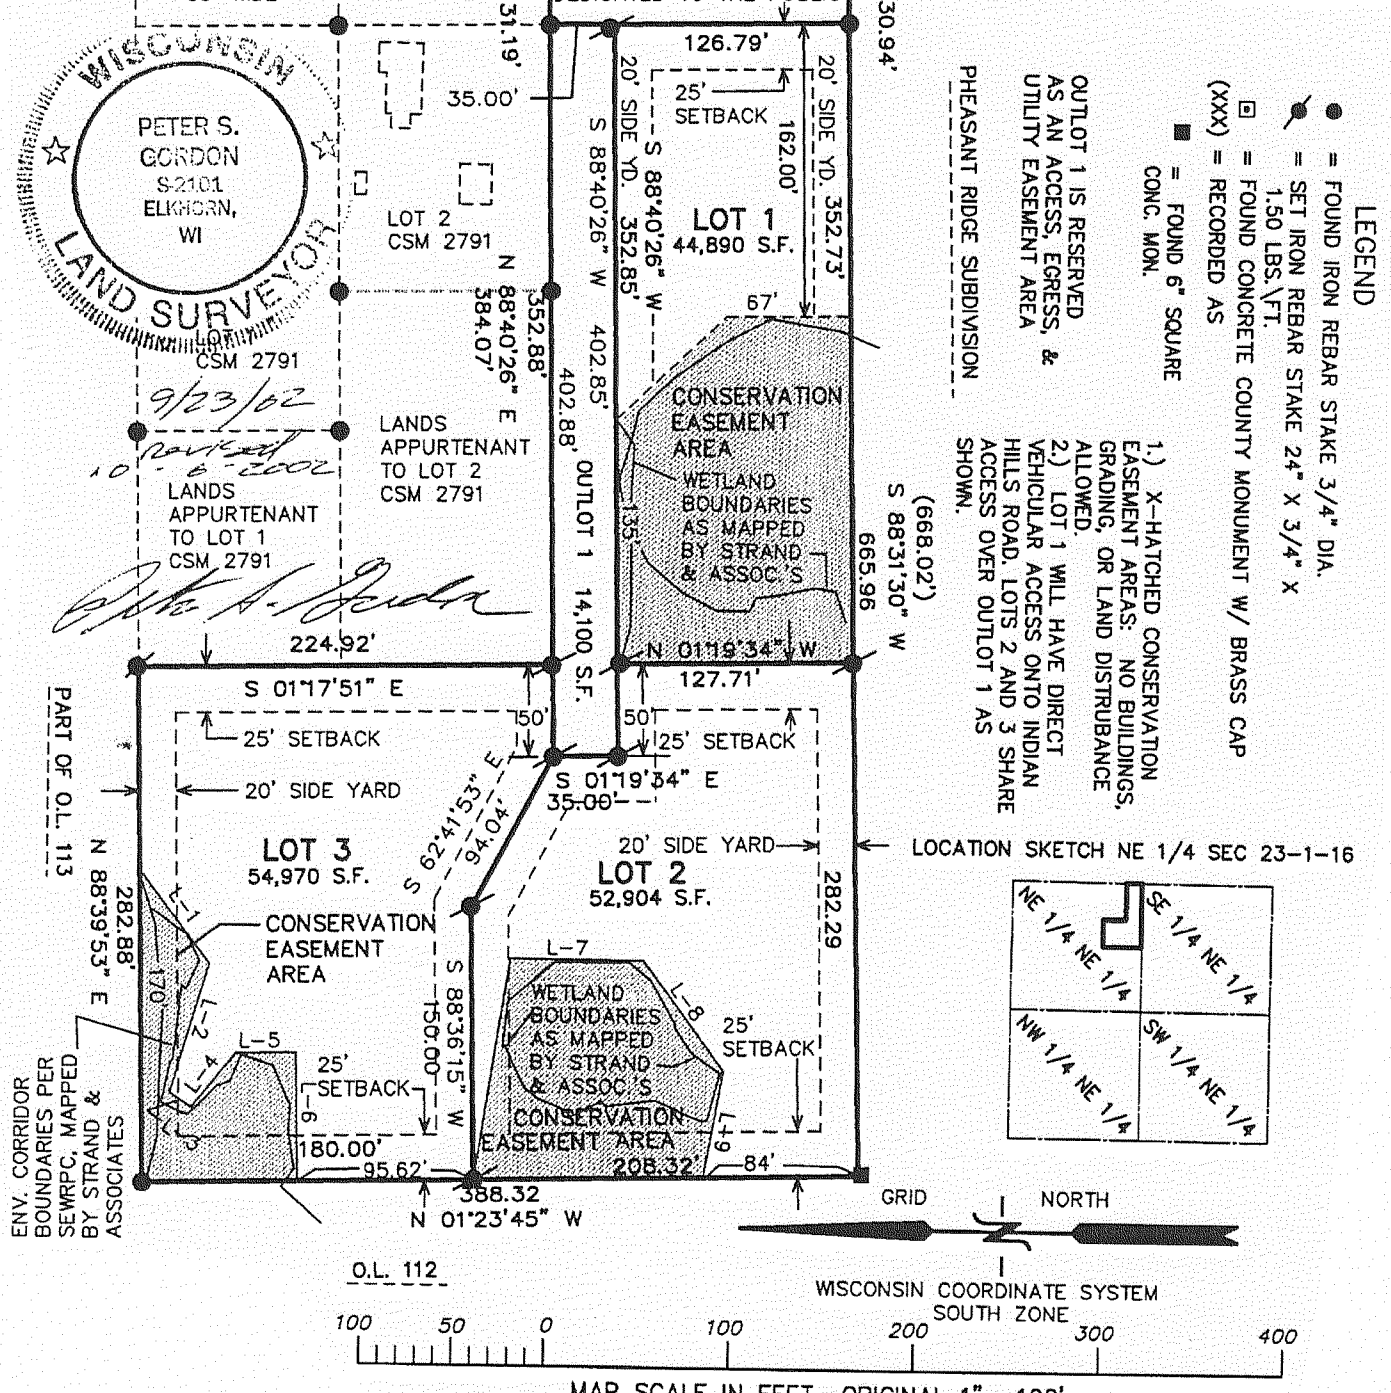 31.19'
30.94'
126.79'
35.00'
25'
SETBACK
20' SIDE YD. 352.73'
162.00'
20' SIDE YD. 352.85'
S 88°40'26" W
S 88°40'26" W 402.85'
LOT 1
44,890 S.F.
67'
CONSERVATION
EASEMENT
AREA
WETLAND
BOUNDARIES
AS MAPPED
BY STRAND
& ASSOC.'S
135'
N 01°19'34" W
127.71'
WISCONSIN
LAND SURVEYOR
PETER S.
GORDON
S-2101
ELKHORN,
WI
LOT 2
CSM 2791
CSM 2791
9/23/02
revised
10-6-2002
LANDS
APPURTENANT
TO LOT 1
CSM 2791
LANDS
APPURTENANT
TO LOT 2
CSM 2791
352.88'
N 88°40'26" E
384.07'
402.88'
OUTLOT 1 14,100 S.F.
224.92'
S 01°17'51" E
25' SETBACK
20' SIDE YARD
50'
50'
25' SETBACK
S 01°19'34" E
35.00'
S 62°41'53" E
94.04'
20' SIDE YARD
LOT 3
54,970 S.F.
LOT 2
52,904 S.F.
282.29
PART OF O.L. 113
282.88'
N 88°39'53" E
CONSERVATION
EASEMENT
AREA
L-1
L-2
L-4
L-5
L-6
170'
25'
SETBACK
180.00'
95.62'
S 88°36'15" W
150.00
L-7
L-8
L-9
WETLAND
BOUNDARIES
AS MAPPED
BY STRAND
& ASSOC.'S
CONSERVATION
EASEMENT AREA
25'
SETBACK
208.32'
84'
388.32
N 01°23'45" W
O.L. 112
ENV. CORRIDOR
BOUNDARIES PER
SEWRPC, MAPPED
BY STRAND &
ASSOCIATES
(668.02')
S 88°31'30" W
665.96
PHEASANT RIDGE SUBDIVISION
OUTLOT 1 IS RESERVED
AS AN ACCESS, EGRESS, &
UTILITY EASEMENT AREA
LEGEND
= FOUND IRON REBAR STAKE 3/4" DIA.
= SET IRON REBAR STAKE 24" X 3/4" X
1.50 LBS.\FT.
= FOUND CONCRETE COUNTY MONUMENT W/ BRASS CAP
(XXX) = RECORDED AS
= FOUND 6" SQUARE
CONC. MON.
1.) X-HATCHED CONSERVATION
EASEMENT AREAS: NO BUILDINGS,
GRADING, OR LAND DISTRUBANCE
ALLOWED.
2.) LOT 1 WILL HAVE DIRECT
VEHICULAR ACCESS ONTO INDIAN
HILLS ROAD. LOTS 2 AND 3 SHARE
ACCESS OVER OUTLOT 1 AS
SHOWN.
LOCATION SKETCH NE 1/4 SEC 23-1-16
NE 1/4 NE 1/4
SE 1/4 NE 1/4
NW 1/4 NE 1/4
SW 1/4 NE 1/4
GRID NORTH
WISCONSIN COORDINATE SYSTEM
SOUTH ZONE
100 50 0 100 200 300 400